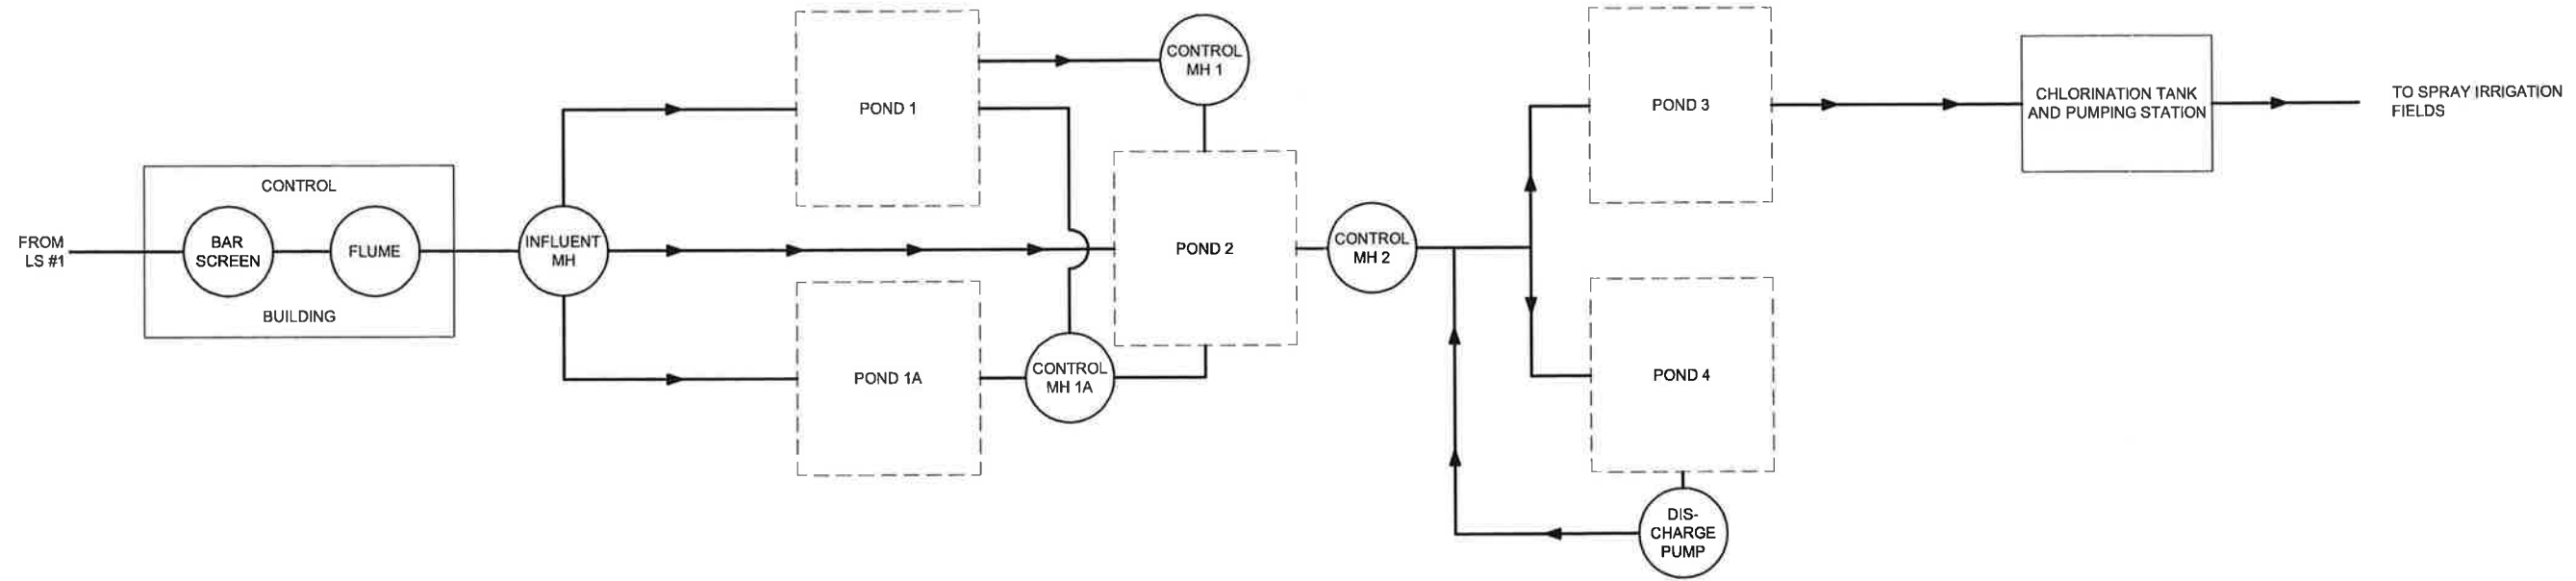 FROM
LS #1
CONTROL
BAR
SCREEN
FLUME
BUILDING
INFLUENT
MH
POND 1
POND 1A
CONTROL
MH 1
CONTROL
MH 1A
POND 2
CONTROL
MH 2
POND 3
POND 4
DIS-
CHARGE
PUMP
CHLORINATION TANK
AND PUMPING STATION
TO SPRAY IRRIGATION
FIELDS